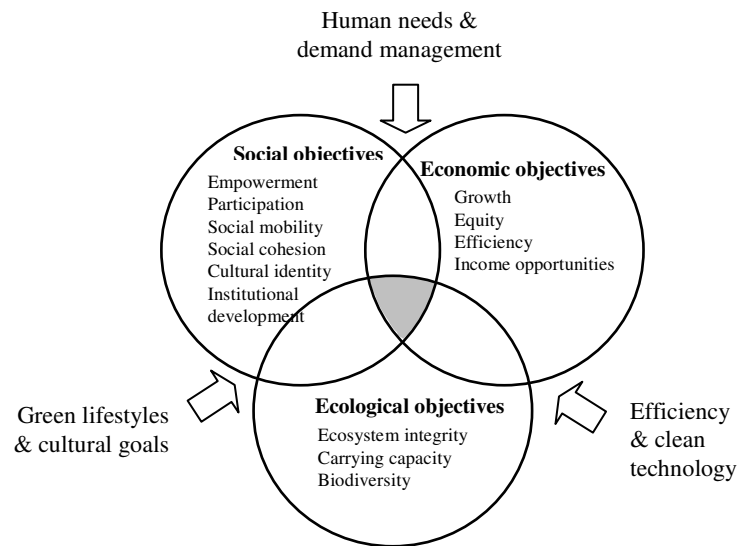 Human needs &
demand management
Social objectives
Empowerment
Participation
Social mobility
Social cohesion
Cultural identity
Institutional
development
Economic objectives
Growth
Equity
Efficiency
Income opportunities
Green lifestyles
& cultural goals
Ecological objectives
Ecosystem integrity
Carrying capacity
Biodiversity
Efficiency
& clean
technology